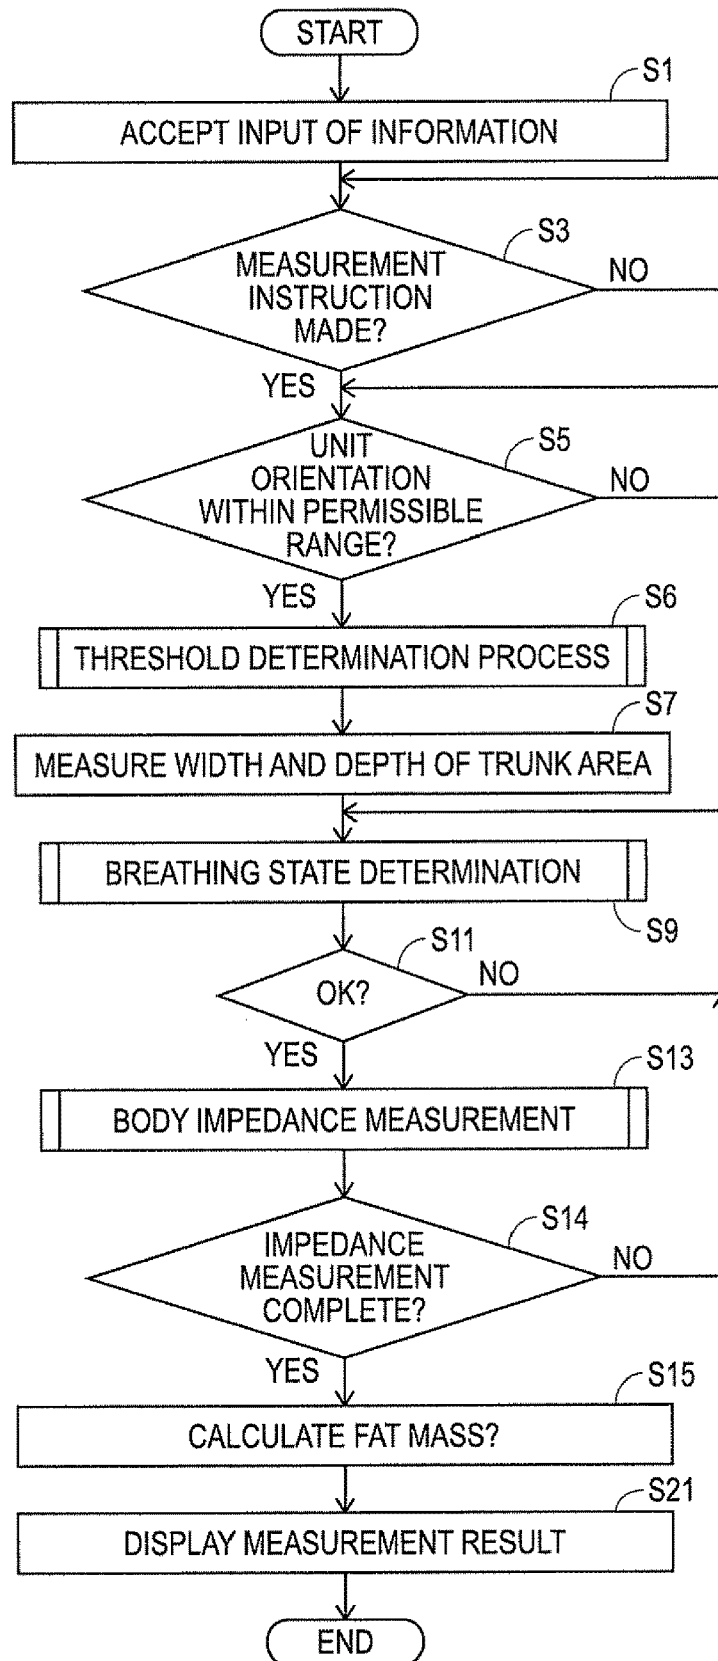 START
S1
ACCEPT INPUT OF INFORMATION
S3
MEASUREMENT
INSTRUCTION
MADE?
NO
YES
S5
UNIT
ORIENTATION
WITHIN PERMISSIBLE
RANGE?
NO
YES
S6
THRESHOLD DETERMINATION PROCESS
S7
MEASURE WIDTH AND DEPTH OF TRUNK AREA
BREATHING STATE DETERMINATION
S9
S11
OK?
NO
YES
S13
BODY IMPEDANCE MEASUREMENT
S14
IMPEDANCE
MEASUREMENT
COMPLETE?
NO
YES
S15
CALCULATE FAT MASS?
S21
DISPLAY MEASUREMENT RESULT
END